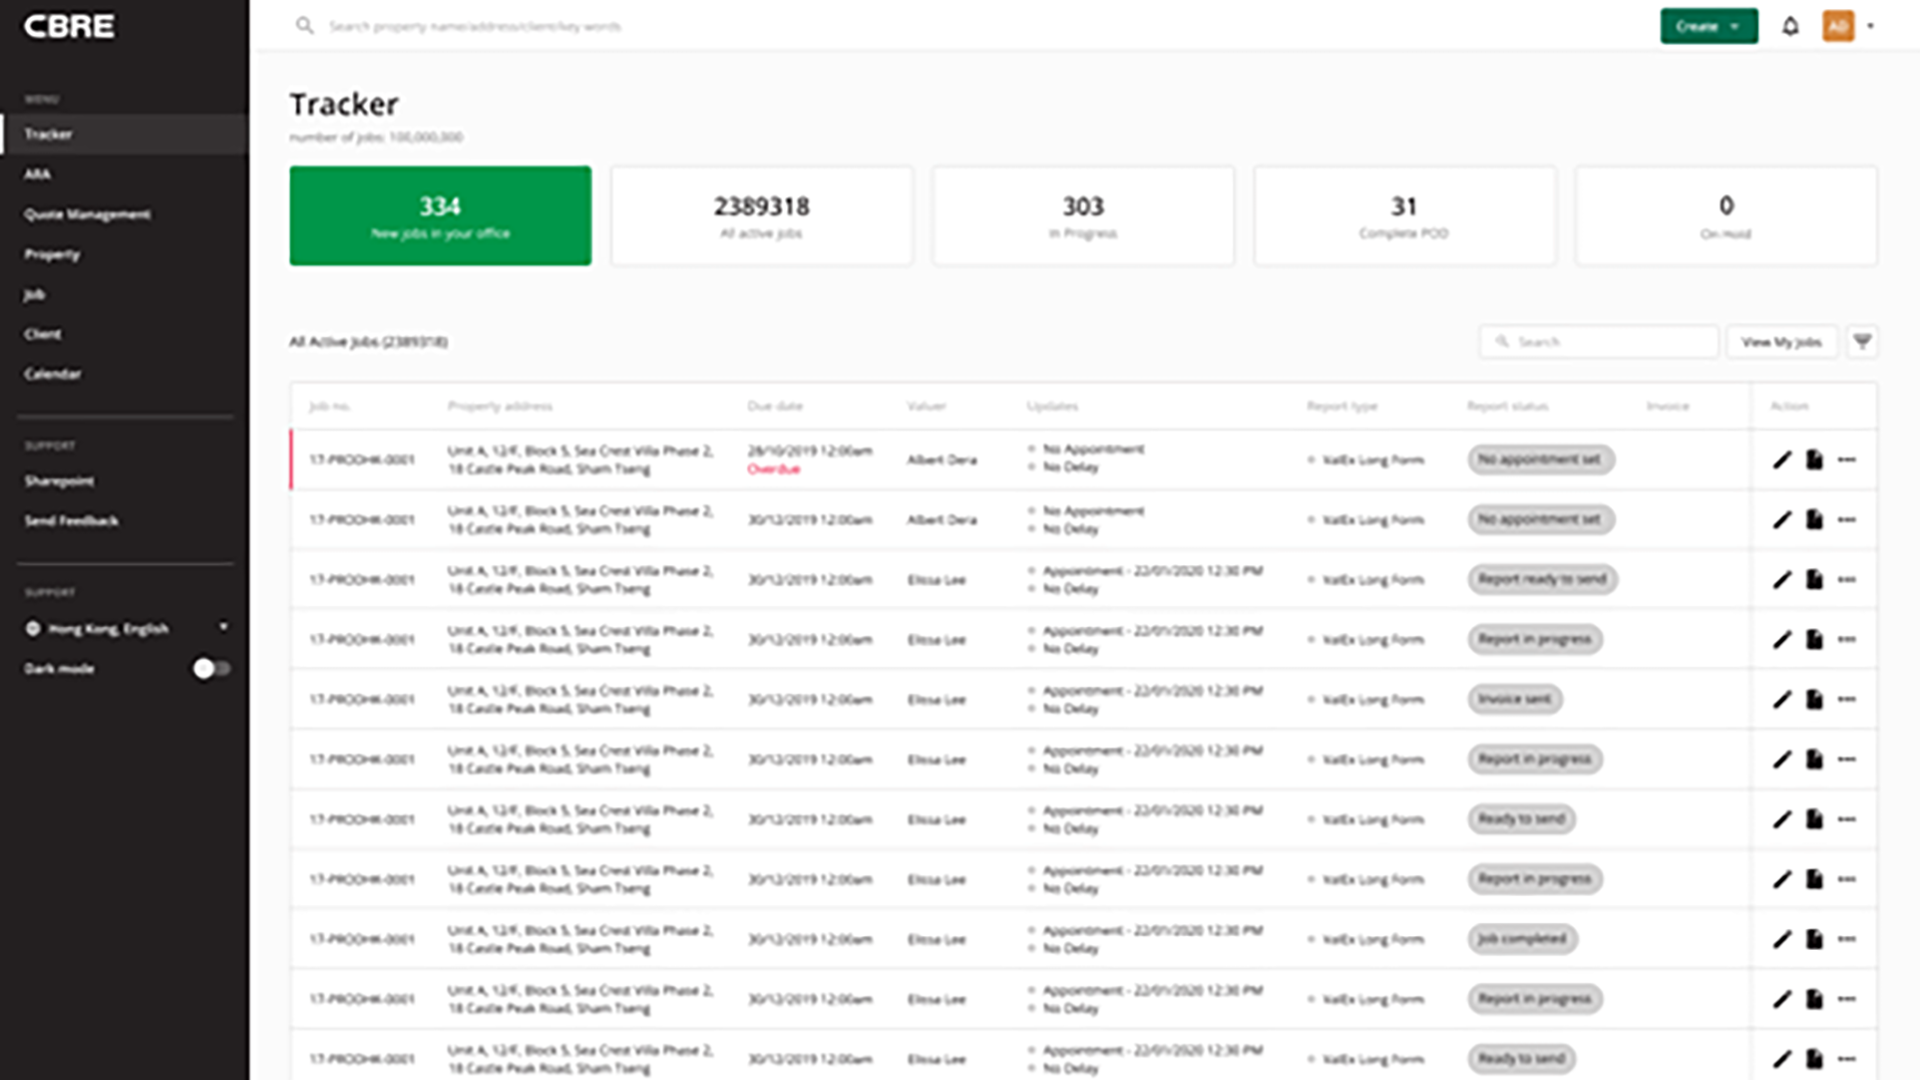 CBRE
Search property name/address/client/key words
Create
AD
MENU
Tracker
ARA
Quote Management
Property
Job
Client
Calendar
SUPPORT
Sharepoint
Send Feedback
SUPPORT
Hong Kong, English
Dark mode
Tracker
number of jobs: 100,000,000
334
New jobs in your office
2389318
All active jobs
303
In Progress
31
Complete POD
0
On Hold
All Active Jobs (2389318)
Search
View My Jobs
Job no. Property address Due date Valuer Updates Report type Report status Invoice Action
17-PRODHK-0001 Unit A, 12/F, Block 5, Sea Crest Villa Phase 2, 28/10/2019 12:00am Albert Dera No Appointment ValEx Long Form No appointment set
18 Castle Peak Road, Sham Tseng Overdue No Delay
17-PRODHK-0001 Unit A, 12/F, Block 5, Sea Crest Villa Phase 2, 30/12/2019 12:00am Albert Dera No Appointment ValEx Long Form No appointment set
18 Castle Peak Road, Sham Tseng No Delay
17-PRODHK-0001 Unit A, 12/F, Block 5, Sea Crest Villa Phase 2, 30/12/2019 12:00am Elissa Lee Appointment - 22/01/2020 12:30 PM ValEx Long Form Report ready to send
18 Castle Peak Road, Sham Tseng No Delay
17-PRODHK-0001 Unit A, 12/F, Block 5, Sea Crest Villa Phase 2, 30/12/2019 12:00am Elissa Lee Appointment - 22/01/2020 12:30 PM ValEx Long Form Report in progress
18 Castle Peak Road, Sham Tseng No Delay
17-PRODHK-0001 Unit A, 12/F, Block 5, Sea Crest Villa Phase 2, 30/12/2019 12:00am Elissa Lee Appointment - 22/01/2020 12:30 PM ValEx Long Form Invoice sent
18 Castle Peak Road, Sham Tseng No Delay
17-PRODHK-0001 Unit A, 12/F, Block 5, Sea Crest Villa Phase 2, 30/12/2019 12:00am Elissa Lee Appointment - 22/01/2020 12:30 PM ValEx Long Form Report in progress
18 Castle Peak Road, Sham Tseng No Delay
17-PRODHK-0001 Unit A, 12/F, Block 5, Sea Crest Villa Phase 2, 30/12/2019 12:00am Elissa Lee Appointment - 22/01/2020 12:30 PM ValEx Long Form Ready to send
18 Castle Peak Road, Sham Tseng No Delay
17-PRODHK-0001 Unit A, 12/F, Block 5, Sea Crest Villa Phase 2, 30/12/2019 12:00am Elissa Lee Appointment - 22/01/2020 12:30 PM ValEx Long Form Report in progress
18 Castle Peak Road, Sham Tseng No Delay
17-PRODHK-0001 Unit A, 12/F, Block 5, Sea Crest Villa Phase 2, 30/12/2019 12:00am Elissa Lee Appointment - 22/01/2020 12:30 PM ValEx Long Form Job completed
18 Castle Peak Road, Sham Tseng No Delay
17-PRODHK-0001 Unit A, 12/F, Block 5, Sea Crest Villa Phase 2, 30/12/2019 12:00am Elissa Lee Appointment - 22/01/2020 12:30 PM ValEx Long Form Report in progress
18 Castle Peak Road, Sham Tseng No Delay
17-PRODHK-0001 Unit A, 12/F, Block 5, Sea Crest Villa Phase 2, 30/12/2019 12:00am Elissa Lee Appointment - 22/01/2020 12:30 PM ValEx Long Form Ready to send
18 Castle Peak Road, Sham Tseng No Delay